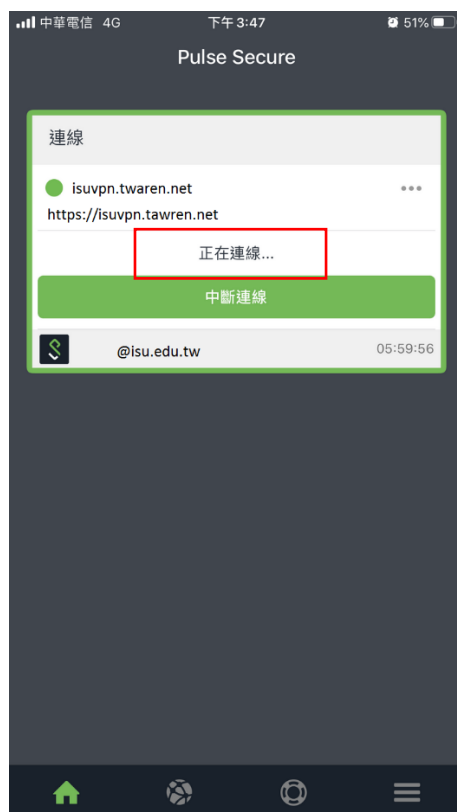 中華電信 4G 下午3:47 51%
Pulse Secure
連線
isuvpn.twaren.net
https://isuvpn.tawren.net
正在連線...
中斷連線
@isu.edu.tw 05:59:56